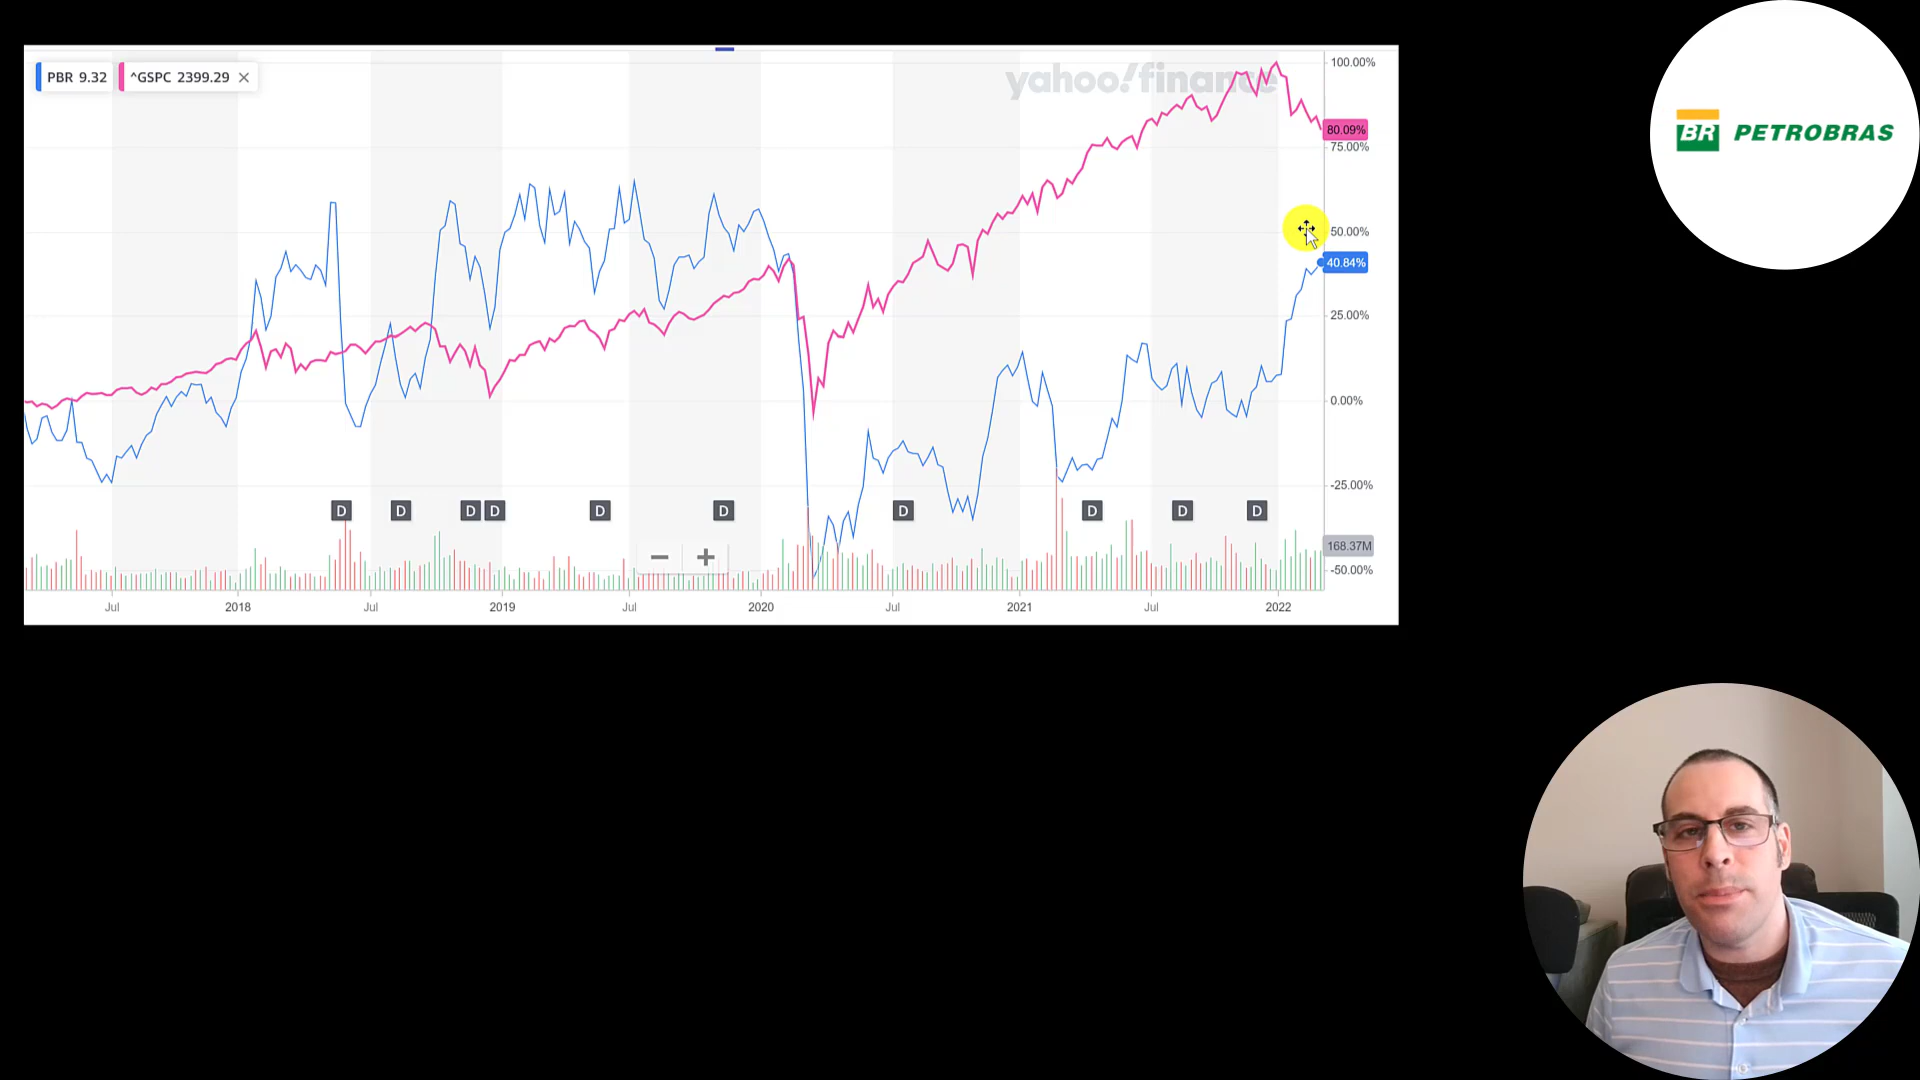 PBR 9.32
^GSPC 2399.29
yahoo!finance
100.00%
80.09%
75.00%
50.00%
40.84%
25.00%
0.00%
-25.00%
168.37M
-50.00%
D D D D D D D D D D
Jul 2018 Jul 2019 Jul 2020 Jul 2021 Jul 2022
BR PETROBRAS